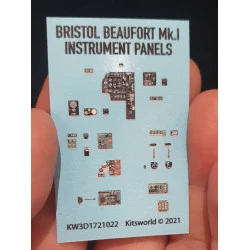 BRISTOL BEAUFORT Mk.I
INSTRUMENT PANELS
KW3D1721022 Kitsworld © 2021